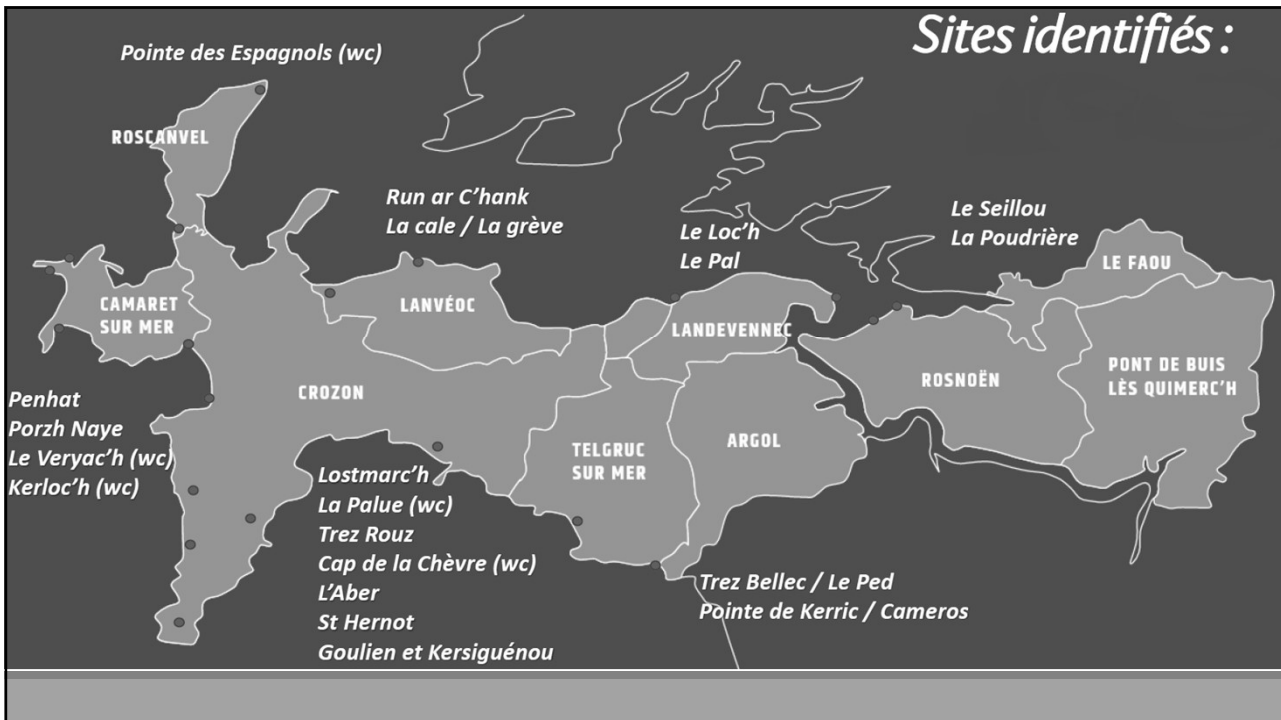 Sites identifiés :
Pointe des Espagnols (wc)
ROSCANVEL
Run ar C’hank
La cale / La grève
Le Loc’h
Le Pal
Le Seillou
La Poudrière
LE FAOU
CAMARET
SUR MER
LANVÉOC
LANDEVENNEC
CROZON
ROSNOËN
PONT DE BUIS
LÈS QUIMERC’H
TELGRUC
SUR MER
ARGOL
Penhat
Porzh Naye
Le Veryac’h (wc)
Kerloc’h (wc)
Lostmarc’h
La Palue (wc)
Trez Rouz
Cap de la Chèvre (wc)
L’Aber
St Hernot
Goulien et Kersiguénou
Trez Bellec / Le Ped
Pointe de Kerric / Cameros